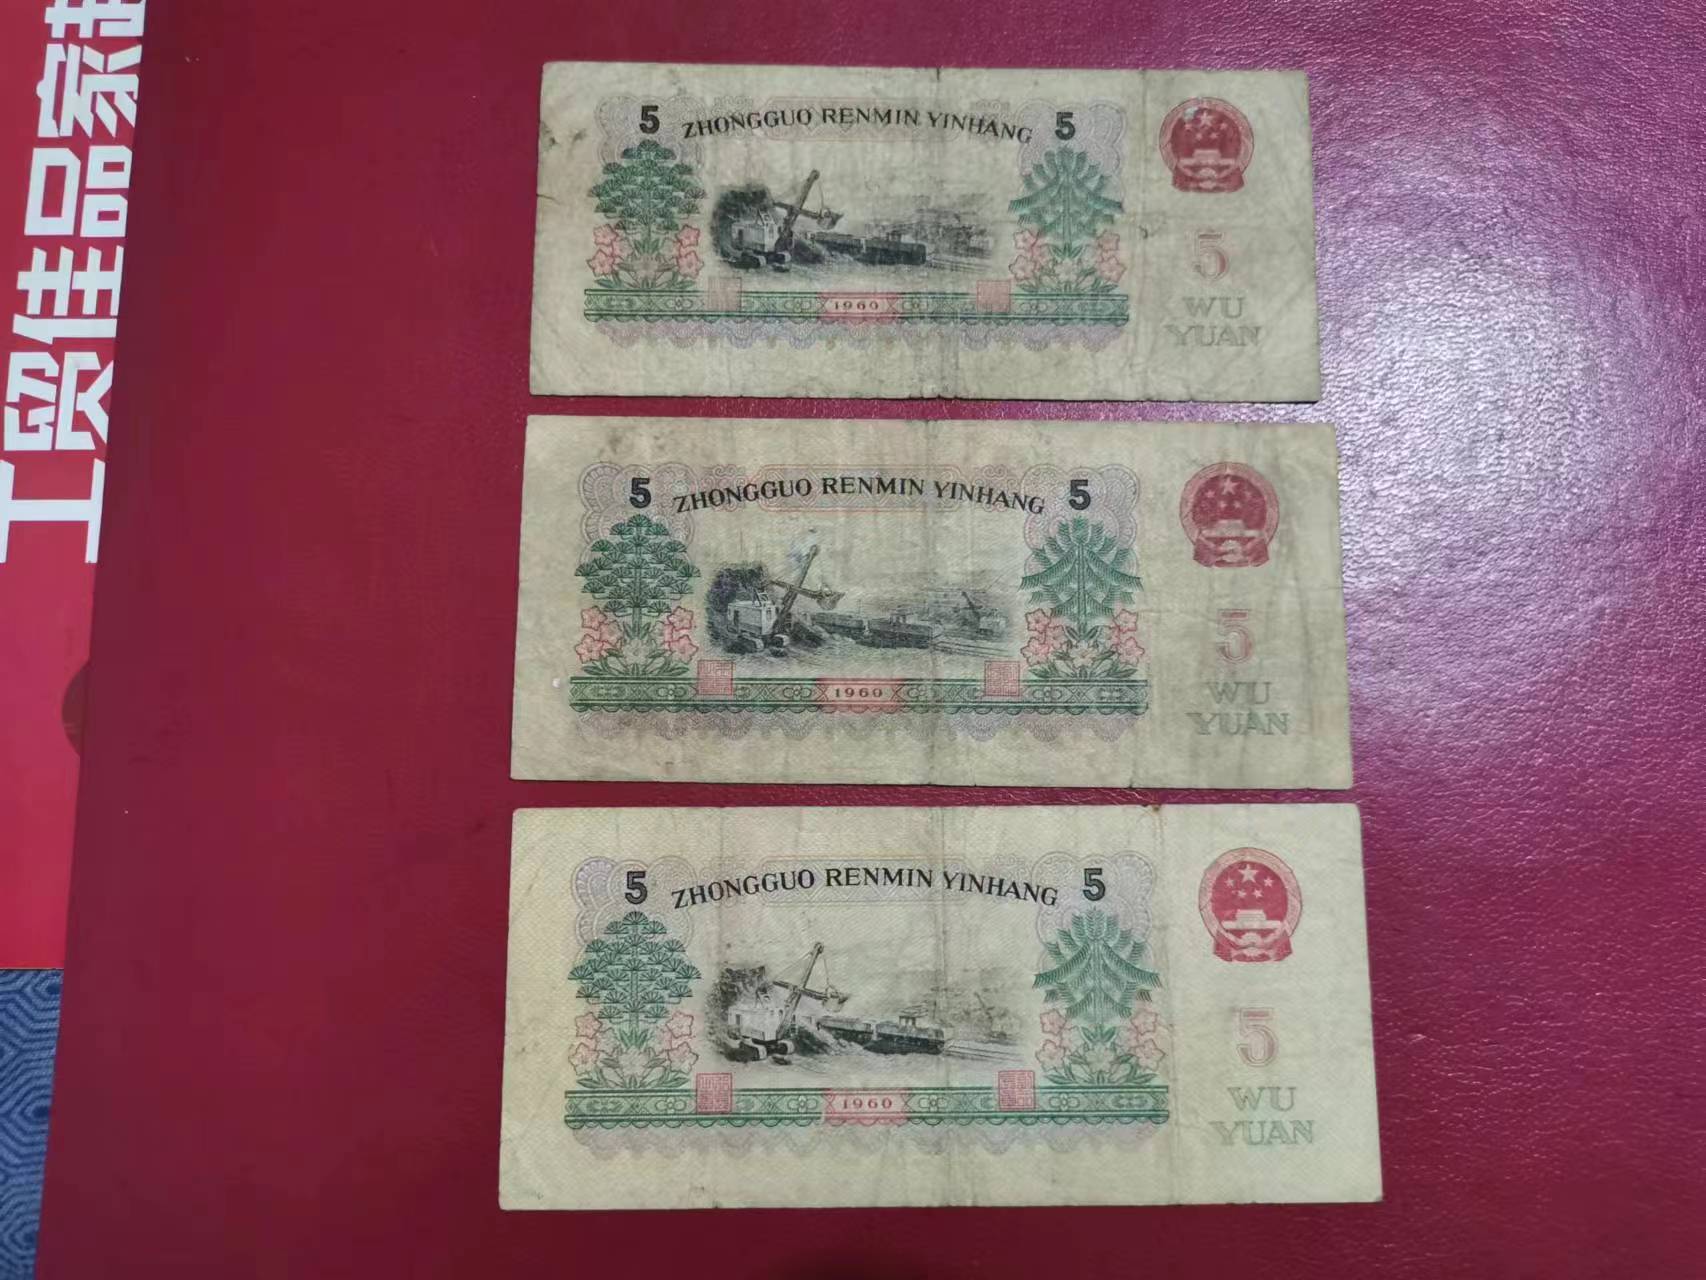 工贸佳品家
5 ZHONGGUO RENMIN YINHANG 5
5
WU
YUAN
1960
5 ZHONGGUO RENMIN YINHANG 5
5
WU
YUAN
1960
5 ZHONGGUO RENMIN YINHANG 5
5
WU
YUAN
1960